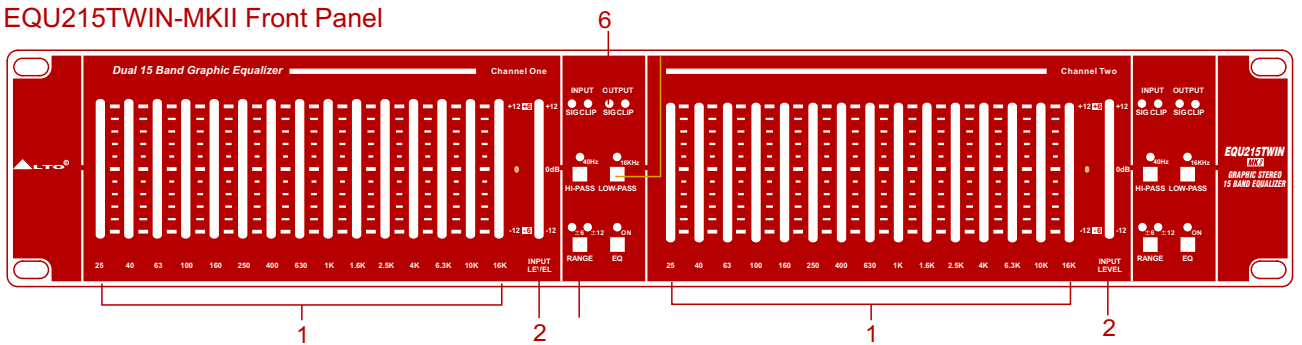 EQU215TWIN-MKII Front Panel
6
Dual 15 Band Graphic Equalizer Channel One
Channel Two
INPUT OUTPUT
SIG CLIP SIG CLIP
INPUT OUTPUT
SIG CLIP SIG CLIP
+12 +6 +12
0 0dB
-12 -6 -12
+12 +6 +12
0 0dB
-12 +6 -12
ALTO®
40Hz 16KHz
HI-PASS LOW-PASS
40Hz 16KHz
HI-PASS LOW-PASS
EQU215TWIN
MKII
GRAPHIC STEREO
15 BAND EQUALIZER
±6 ±12 ON
RANGE EQ
±6 ±12 ON
RANGE EQ
25 40 63 100 160 250 400 630 1K 1.6K 2.5K 4K 6.3K 10K 16K INPUT
LEVEL
25 40 63 100 160 250 400 630 1K 1.6K 2.5K 4K 6.3K 10K 16K INPUT
LEVEL
1 2 1 2